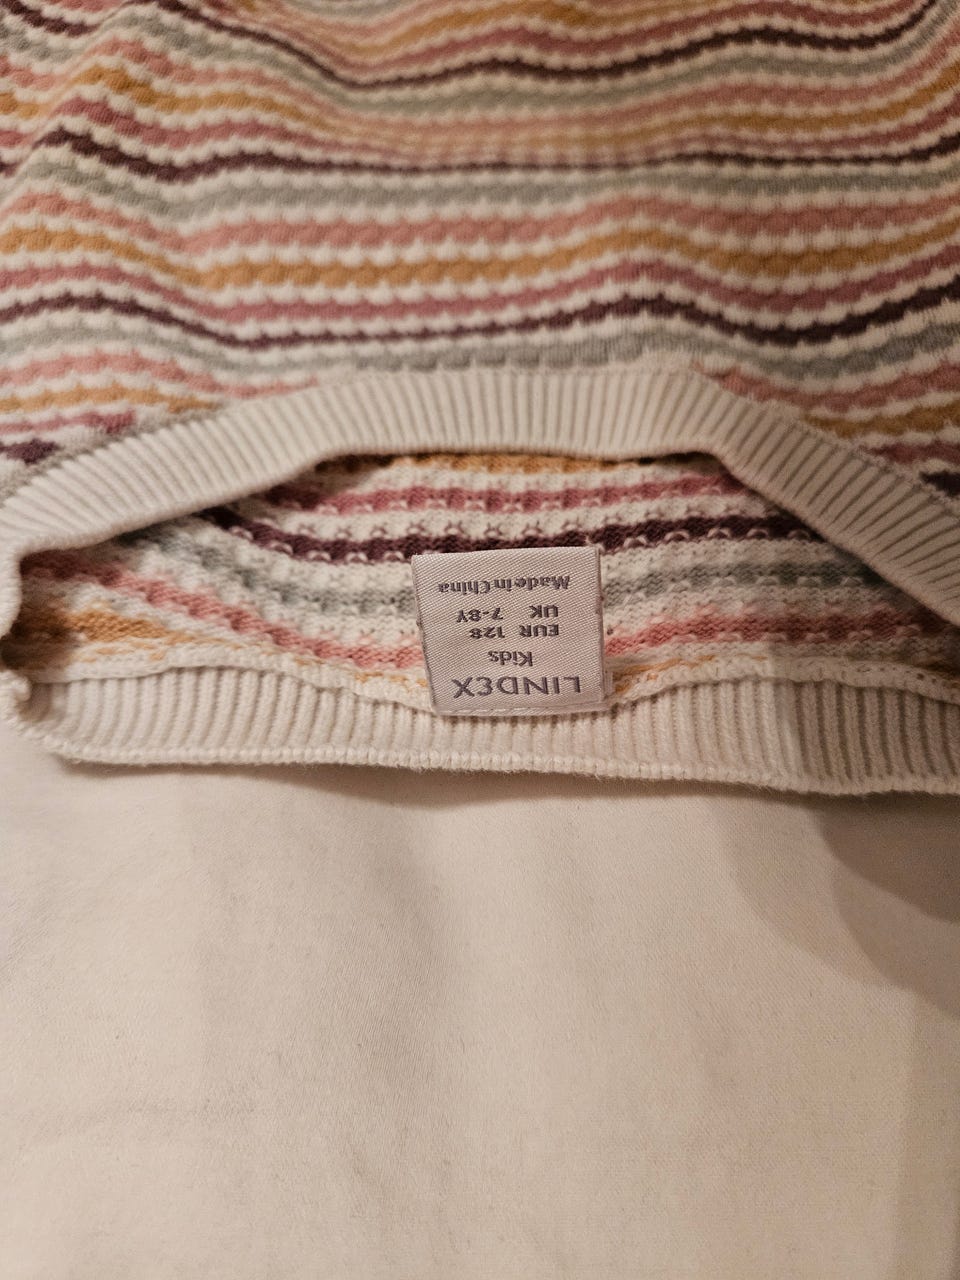 LINDEX
Kids
EUR 128
UK 7-8Y
Made in China